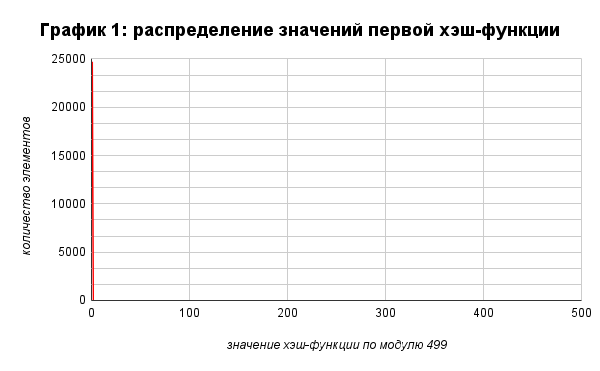 График 1: распределение значений первой хэш-функции
25000
20000
15000
10000
5000
0
количество элементов
0 100 200 300 400 500
значение хэш-функции по модулю 499